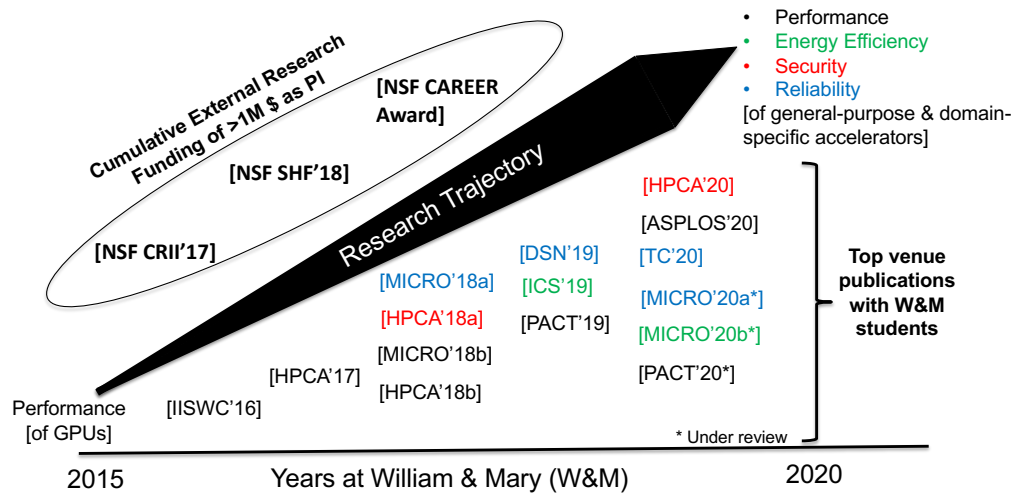 Cumulative External Research
Funding of >1M $ as PI
[NSF CAREER
Award]
[NSF SHF'18]
[NSF CRII'17]
Research Trajectory
• Performance
• Energy Efficiency
• Security
• Reliability
[of general-purpose & domain-
specific accelerators]
[HPCA'20]
[ASPLOS'20]
[DSN'19]
[TC'20]
[MICRO'18a]
[ICS'19]
[MICRO'20a*]
[HPCA'18a]
[PACT'19]
[MICRO'20b*]
[MICRO'18b]
[HPCA'17]
[PACT'20*]
[HPCA'18b]
[IISWC'16]
Top venue
publications
with W&M
students
Performance
[of GPUs]
* Under review
2015
Years at William & Mary (W&M)
2020